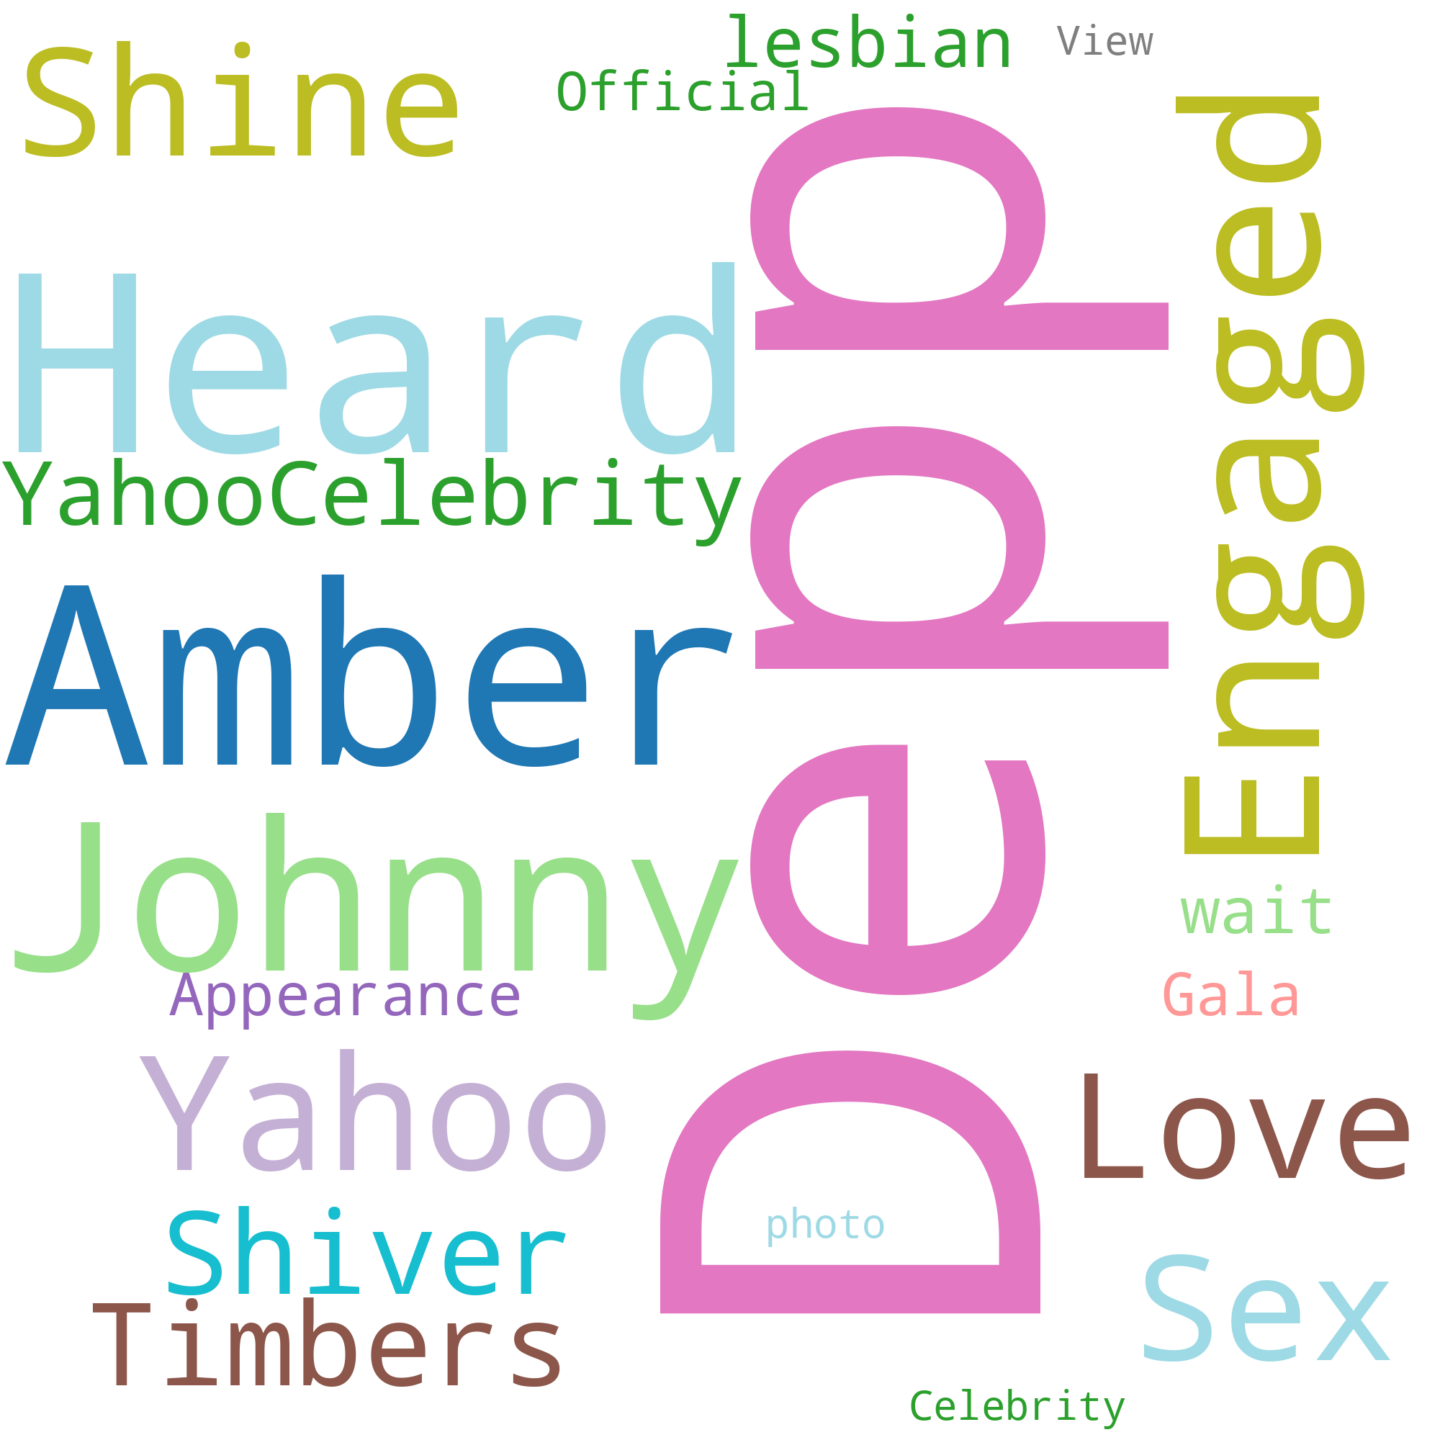 lesbian
View
Shine
Official
Engaged
Depp
Heard
YahooCelebrity
Amber
Johnny
wait
Appearance
Gala
Yahoo
Love
Shiver
photo
Sex
Timbers
Celebrity